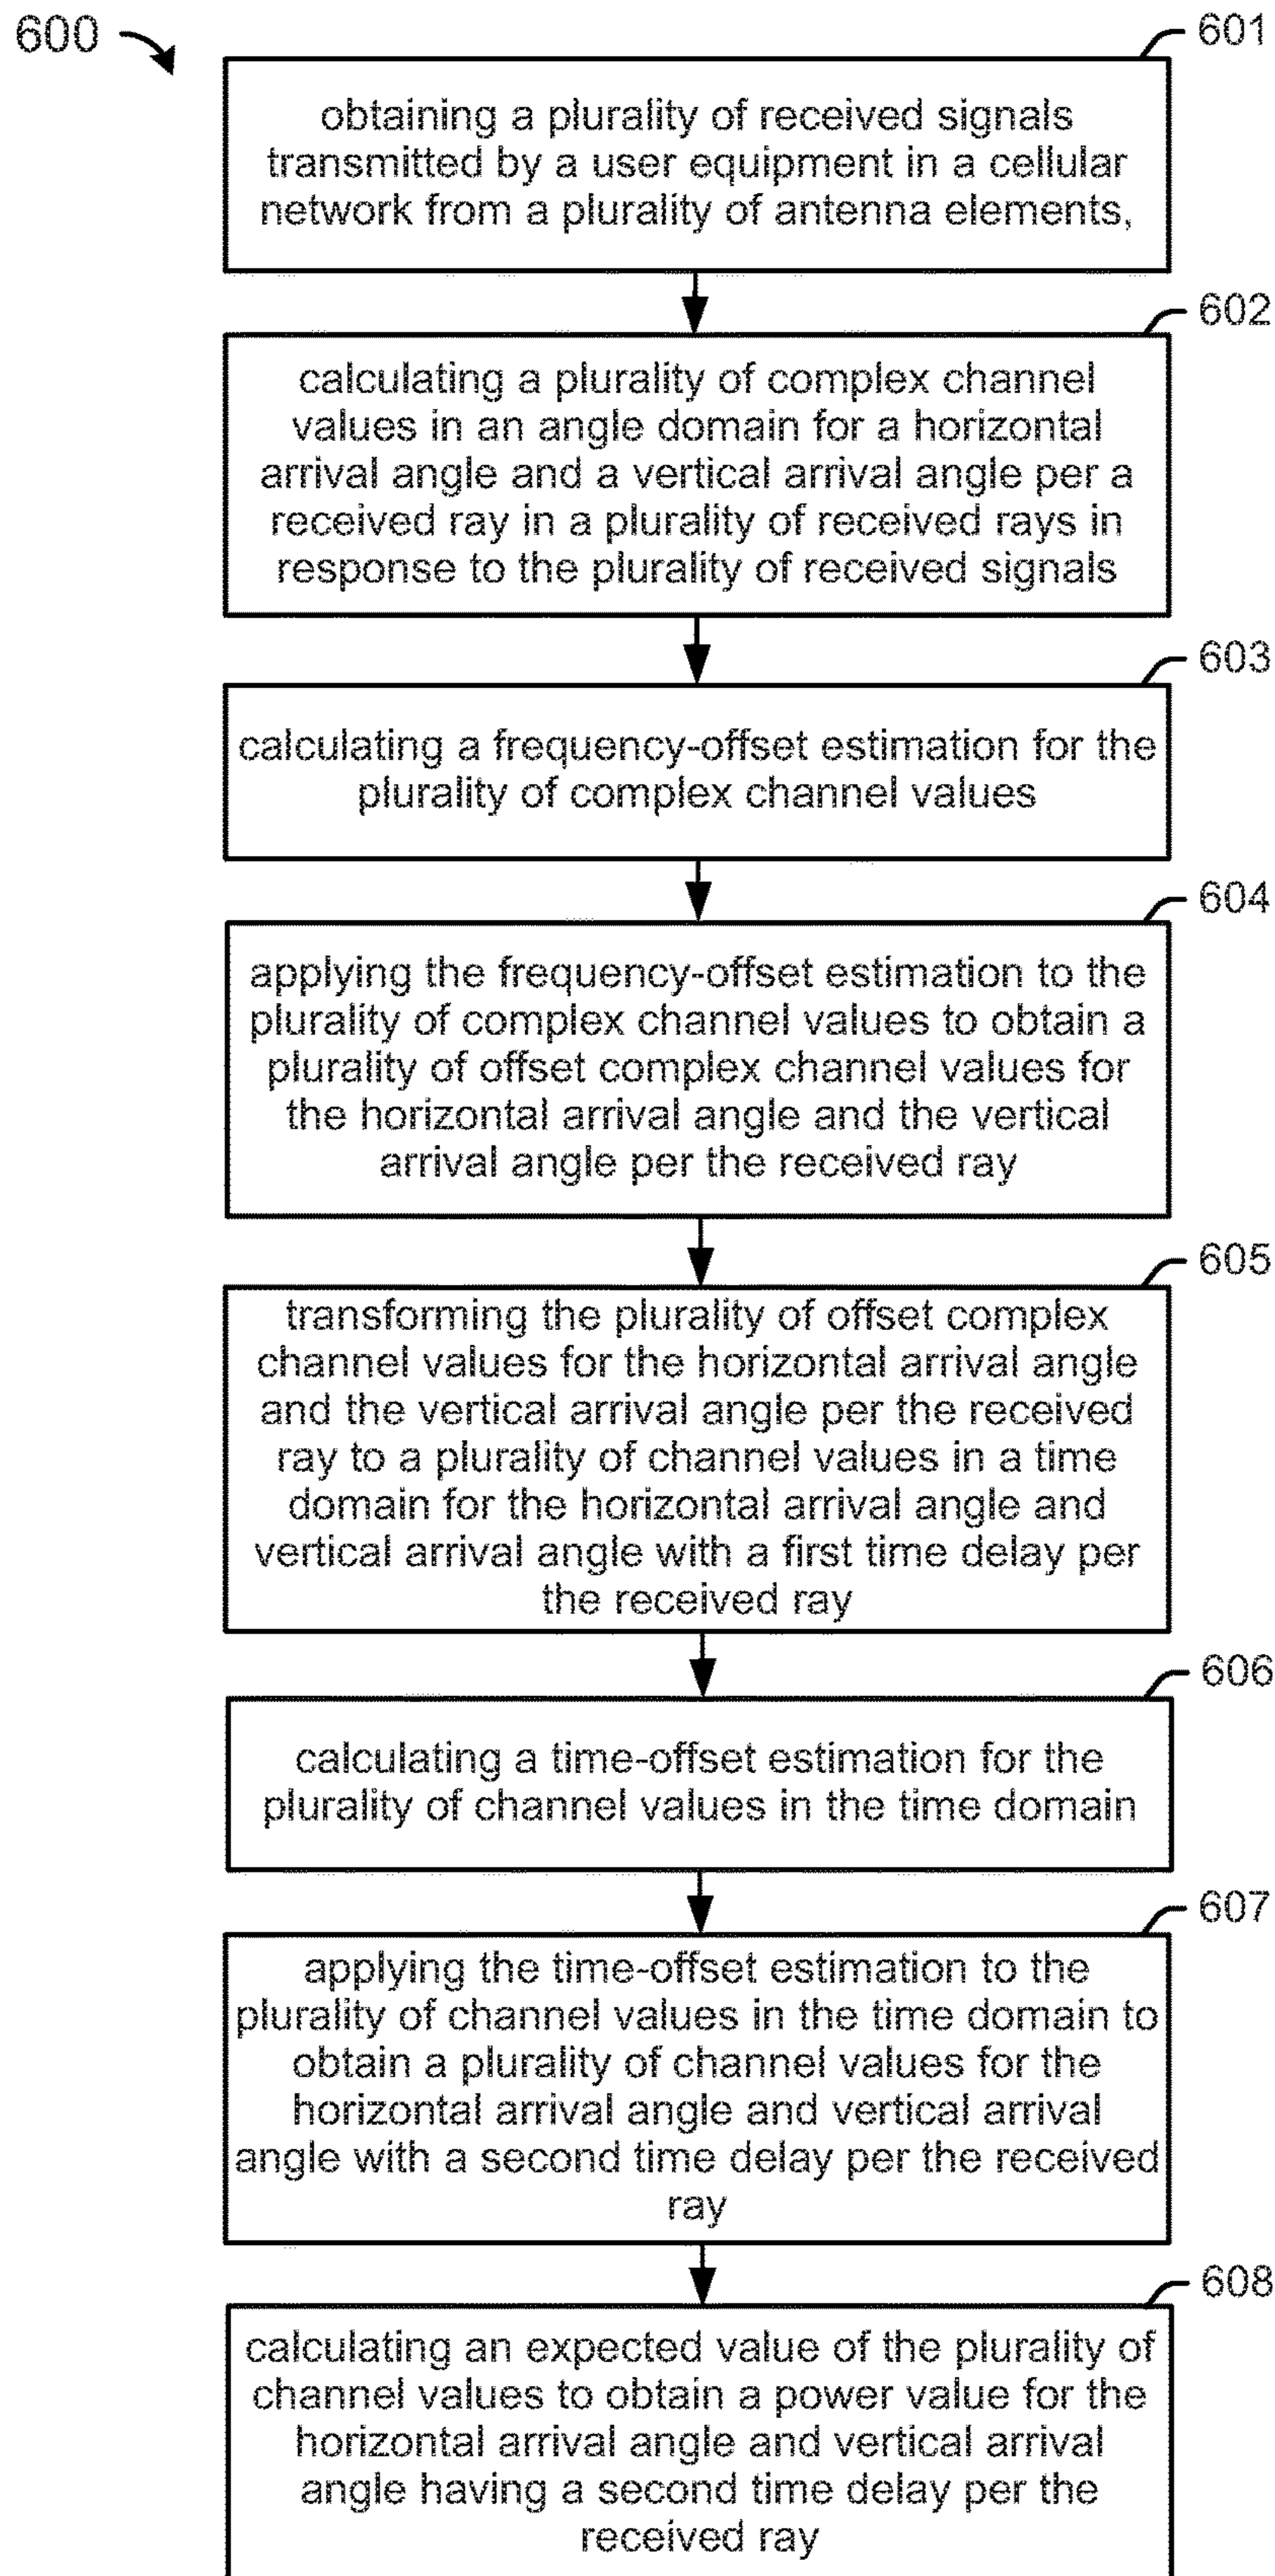 600
601
obtaining a plurality of received signals
transmitted by a user equipment in a cellular
network from a plurality of antenna elements,
602
calculating a plurality of complex channel
values in an angle domain for a horizontal
arrival angle and a vertical arrival angle per a
received ray in a plurality of received rays in
response to the plurality of received signals
603
calculating a frequency-offset estimation for the
plurality of complex channel values
604
applying the frequency-offset estimation to the
plurality of complex channel values to obtain a
plurality of offset complex channel values for
the horizontal arrival angle and the vertical
arrival angle per the received ray
605
transforming the plurality of offset complex
channel values for the horizontal arrival angle
and the vertical arrival angle per the received
ray to a plurality of channel values in a time
domain for the horizontal arrival angle and
vertical arrival angle with a first time delay per
the received ray
606
calculating a time-offset estimation for the
plurality of channel values in the time domain
607
applying the time-offset estimation to the
plurality of channel values in the time domain to
obtain a plurality of channel values for the
horizontal arrival angle and vertical arrival
angle with a second time delay per the received
ray
608
calculating an expected value of the plurality of
channel values to obtain a power value for the
horizontal arrival angle and vertical arrival
angle having a second time delay per the
received ray